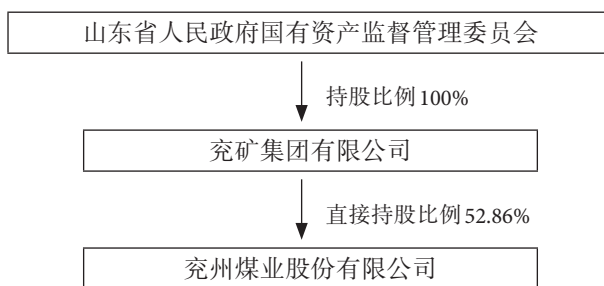 山东省人民政府国有资产监督管理委员会
持股比例100%
兖矿集团有限公司
直接持股比例52.86%
兖州煤业股份有限公司